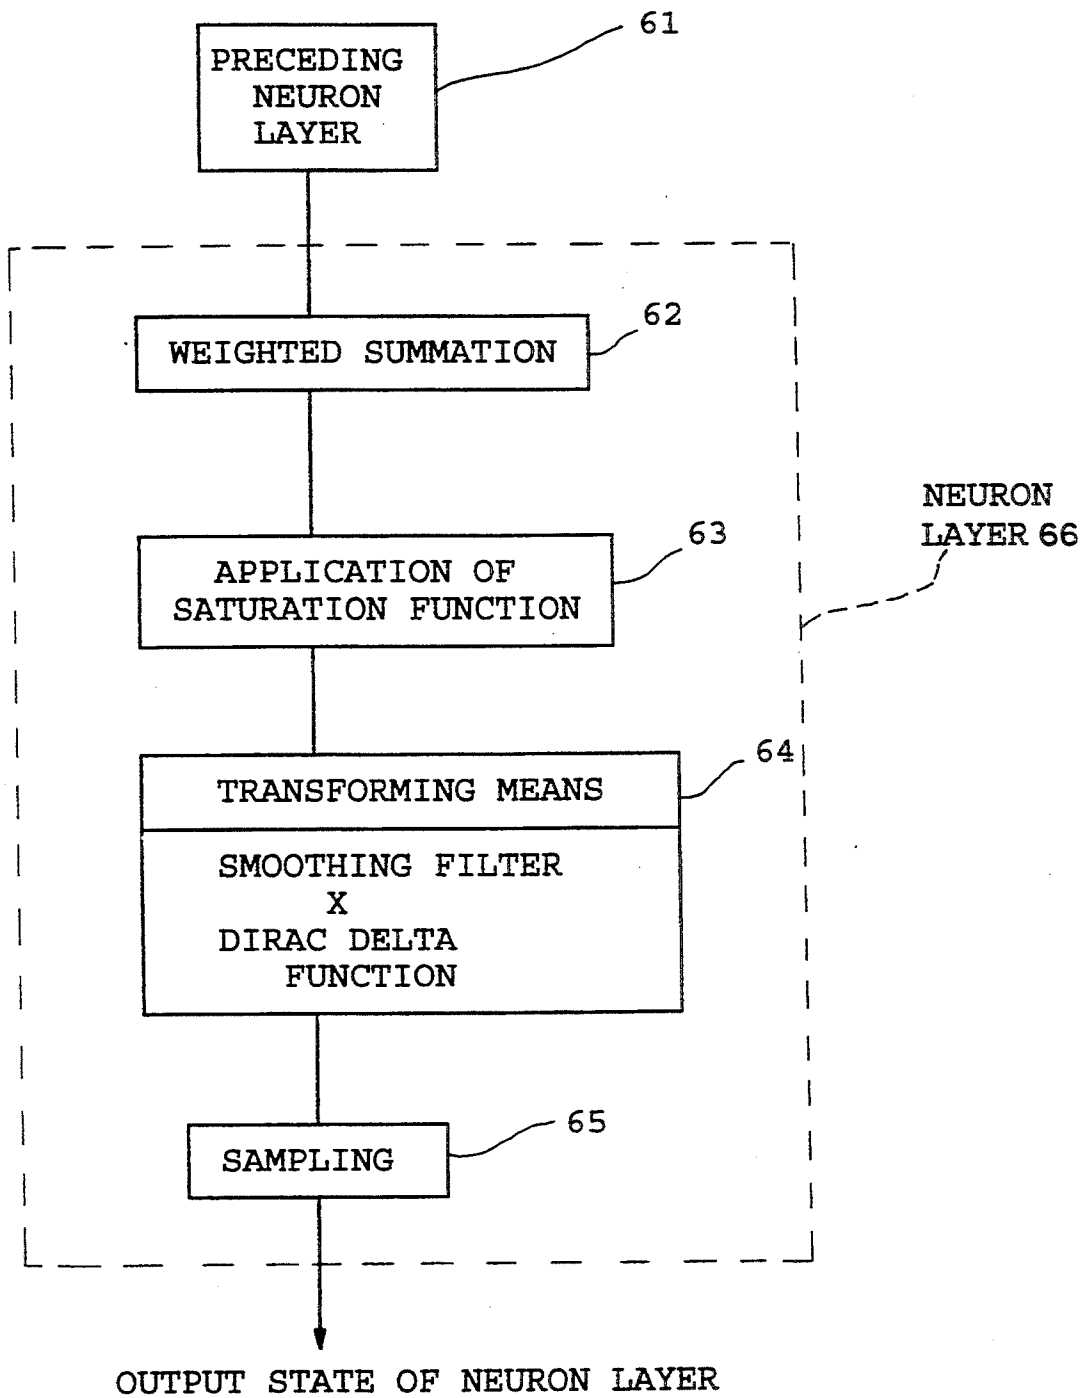 61
PRECEDING
NEURON
LAYER
62
WEIGHTED SUMMATION
NEURON
LAYER 66
63
APPLICATION OF
SATURATION FUNCTION
64
TRANSFORMING MEANS
SMOOTHING FILTER
X
DIRAC DELTA
FUNCTION
65
SAMPLING
OUTPUT STATE OF NEURON LAYER